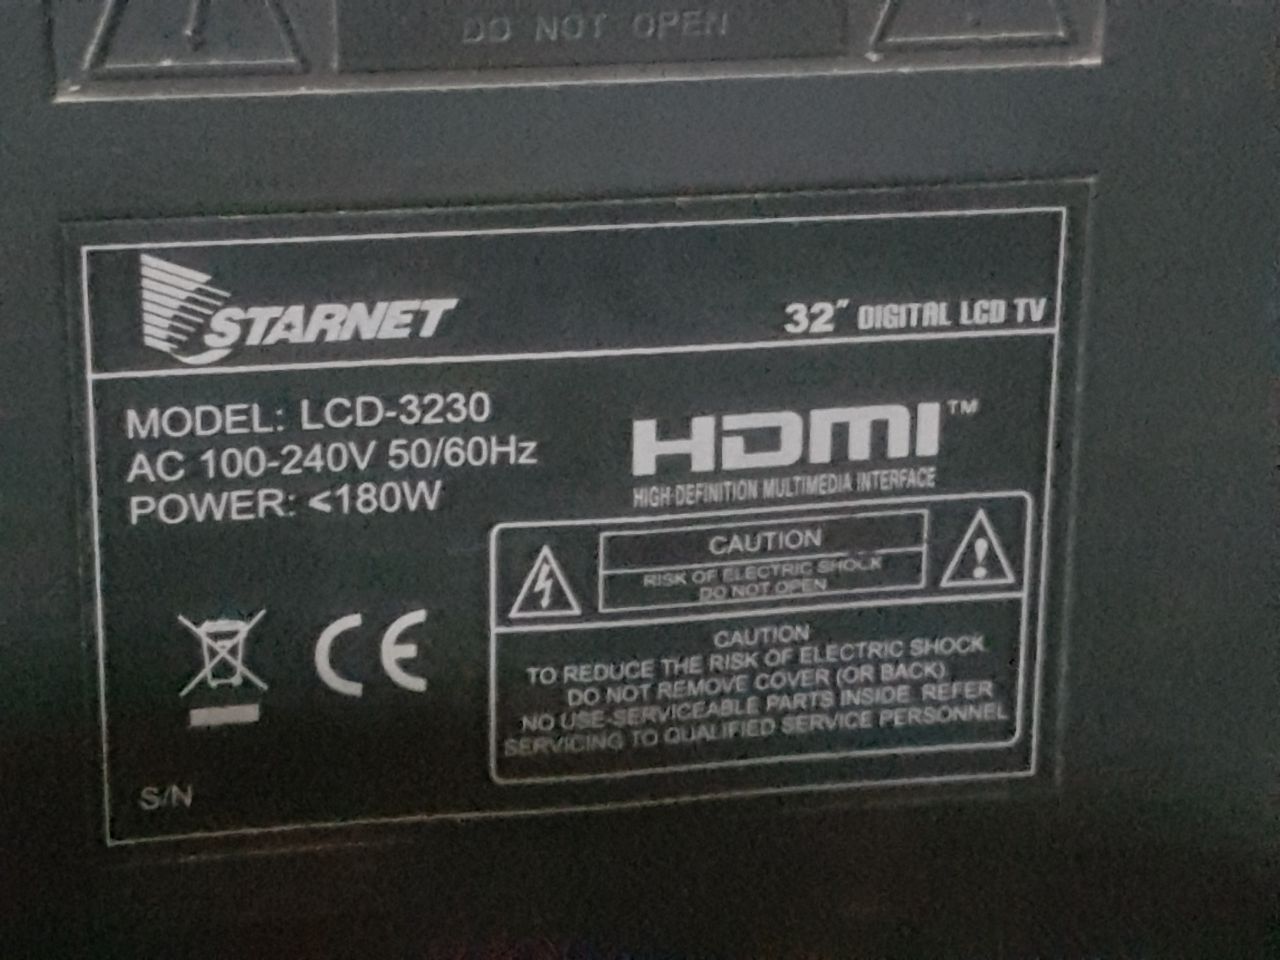 DO NOT OPEN
STARNET
32" DIGITAL LCD TV
MODEL: LCD-3230
AC 100-240V 50/60Hz
POWER: <180W
HDMI™
HIGH-DEFINITION MULTIMEDIA INTERFACE
CAUTION
RISK OF ELECTRIC SHOCK
DO NOT OPEN
CAUTION
TO REDUCE THE RISK OF ELECTRIC SHOCK
DO NOT REMOVE COVER (OR BACK)
NO USE-SERVICEABLE PARTS INSIDE. REFER
SERVICING TO QUALIFIED SERVICE PERSONNEL
CE
S/N